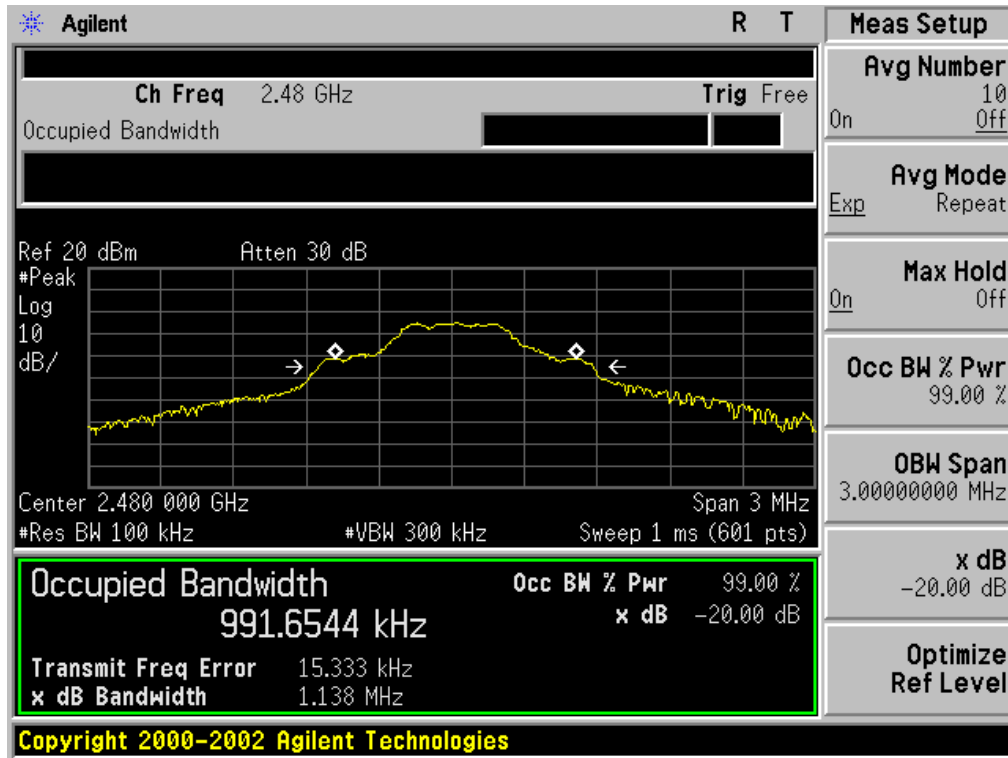 Agilent
R T
Ch Freq 2.48 GHz
Trig Free
Occupied Bandwidth
Ref 20 dBm
Atten 30 dB
#Peak
Log
10
dB/
Center 2.480 000 GHz
Span 3 MHz
#Res BW 100 kHz
#VBW 300 kHz
Sweep 1 ms (601 pts)
Occupied Bandwidth
991.6544 kHz
Occ BW % Pwr 99.00 %
x dB -20.00 dB
Transmit Freq Error 15.333 kHz
x dB Bandwidth 1.138 MHz
Copyright 2000-2002 Agilent Technologies
Meas Setup
Avg Number
10
On Off
Avg Mode
Exp Repeat
Max Hold
On Off
Occ BW % Pwr
99.00 %
OBW Span
3.00000000 MHz
x dB
-20.00 dB
Optimize
Ref Level